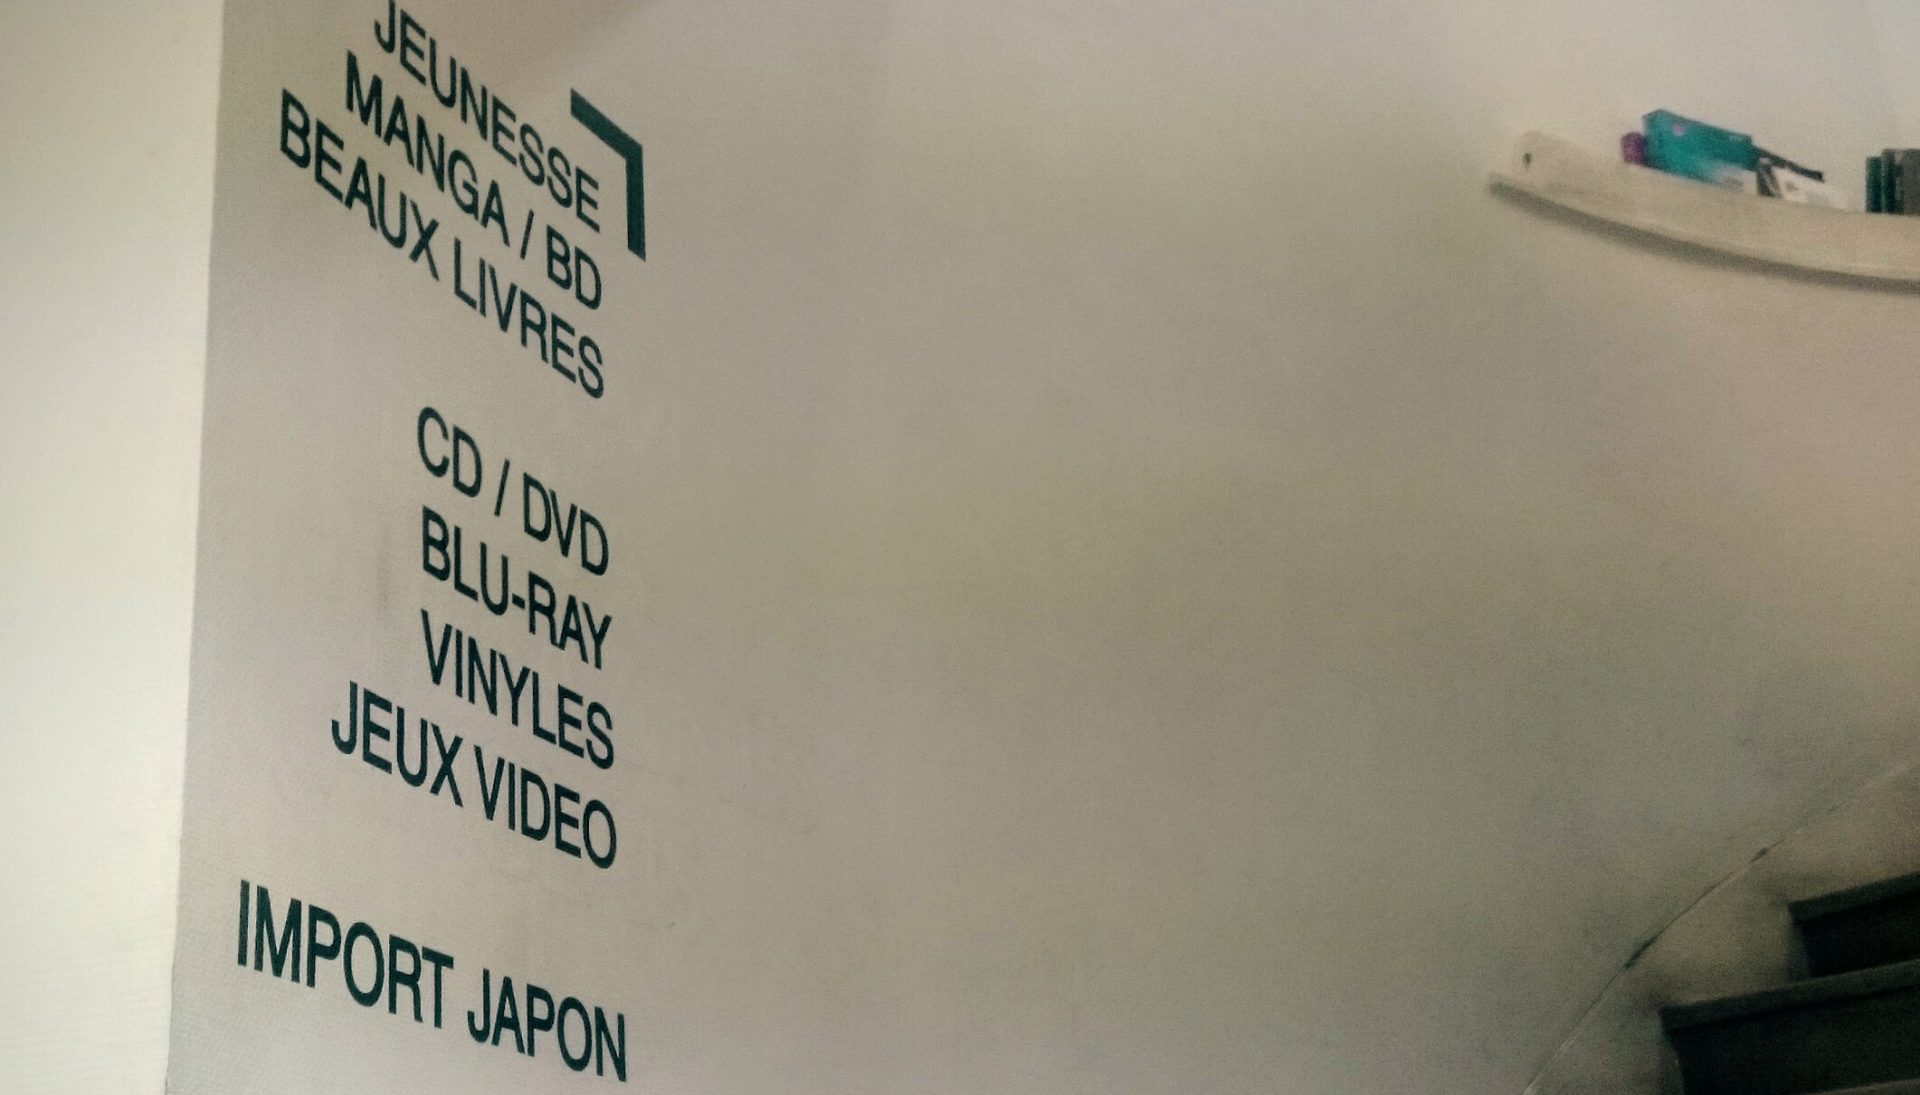 JEUNESSE
MANGA / BD
BEAUX LIVRES
CD / DVD
BLU-RAY
VINYLES
JEUX VIDEO
IMPORT JAPON